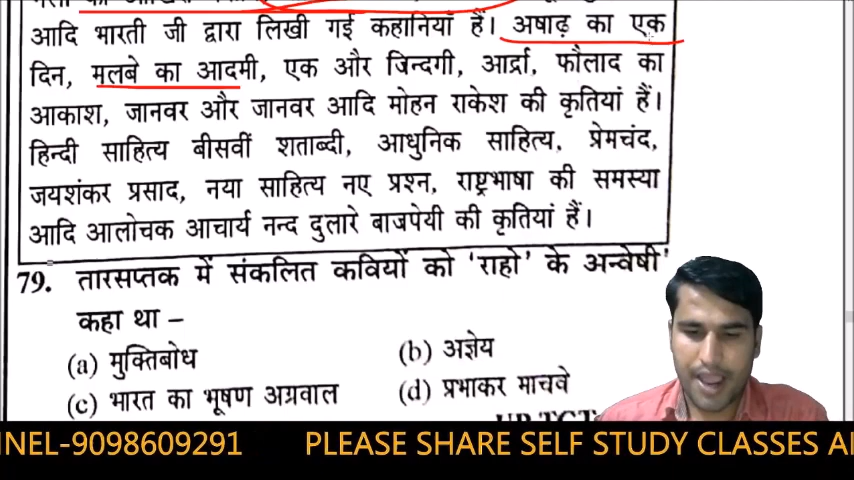 आदि भारती जी द्वारा लिखी गई कहानियां हैं। अषाढ़ का एक
दिन, मलबे का आदमी, एक और जिन्दगी, आर्द्रा, फौलाद का
आकाश, जानवर और जानवर आदि मोहन राकेश की कृतियां हैं।
हिन्दी साहित्य बीसवीं शताब्दी, आधुनिक साहित्य, प्रेमचंद,
जयशंकर प्रसाद, नया साहित्य नए प्रश्न, राष्ट्रभाषा की समस्या
आदि आलोचक आचार्य नन्द दुलारे बाजपेयी की कृतियां हैं।
79. तारसप्तक में संकलित कवियों को 'राहो' के अन्वेषी'
कहा था –
(a) मुक्तिबोध
(b) अज्ञेय
(c) भारत का भूषण अग्रवाल
(d) प्रभाकर माचवे
NNEL-9098609291 PLEASE SHARE SELF STUDY CLASSES A